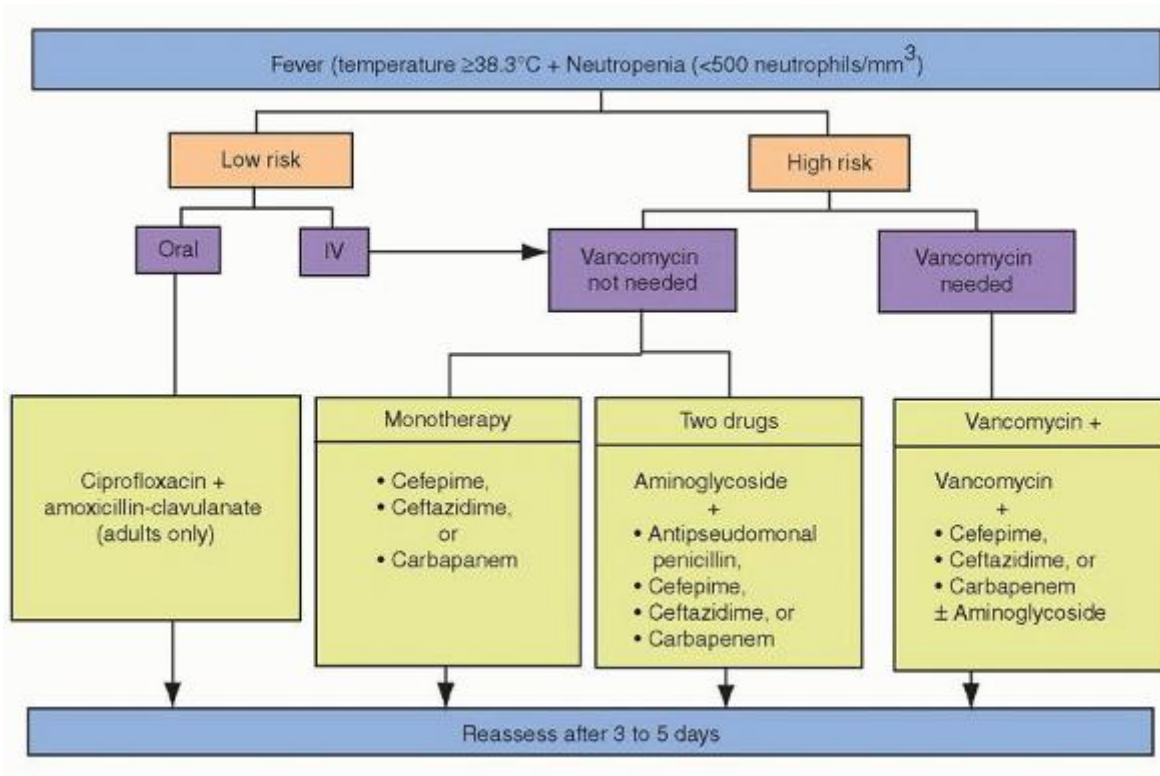 Fever (temperature ≥38.3°C + Neutropenia (<500 neutrophils/mm3)
Low risk
High risk
Oral
IV
Vancomycin
not needed
Vancomycin
needed
Ciprofloxacin +
amoxicillin-clavulanate
(adults only)
Monotherapy
• Cefepime,
• Ceftazidime,
or
• Carbapanem
Two drugs
Aminoglycoside
+
• Antipseudomonal
penicillin,
• Cefepime,
• Ceftazidime, or
• Carbapenem
Vancomycin +
Vancomycin
+
• Cefepime,
• Ceftazidime, or
• Carbapenem
± Aminoglycoside
Reassess after 3 to 5 days